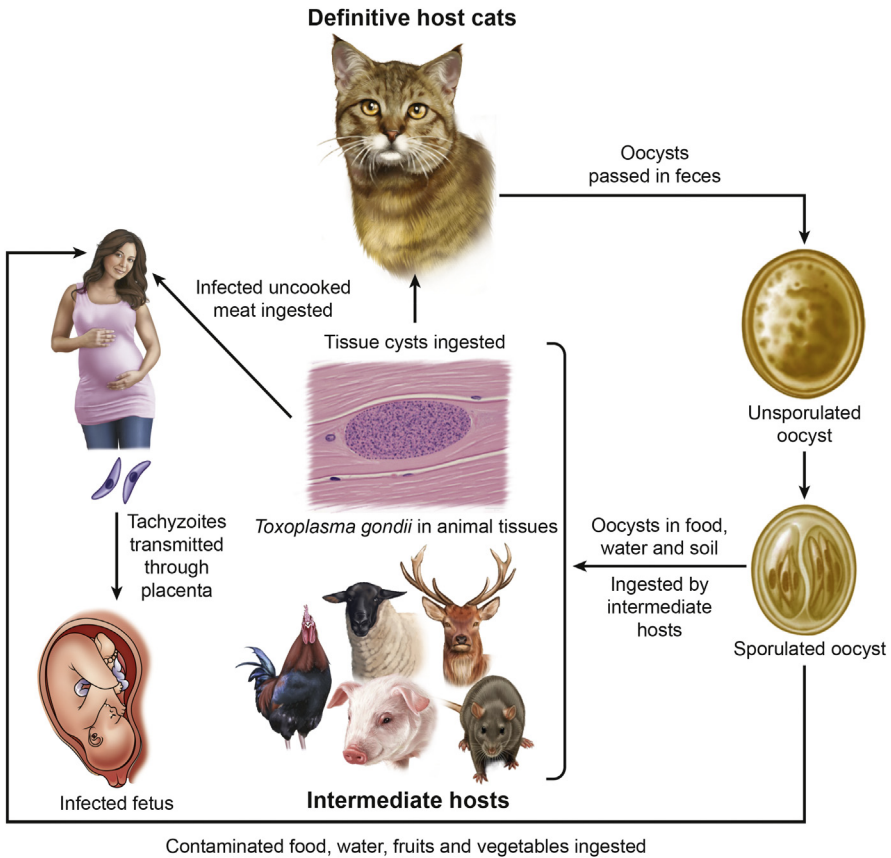 Definitive host cats
Oocysts
passed in feces
Infected uncooked
meat ingested
Tissue cysts ingested
Unsporulated
oocyst
Toxoplasma gondii in animal tissues
Oocysts in food,
water and soil
Ingested by
intermediate
hosts
Sporulated oocyst
Tachyzoites
transmitted
through
placenta
Infected fetus
Intermediate hosts
Contaminated food, water, fruits and vegetables ingested